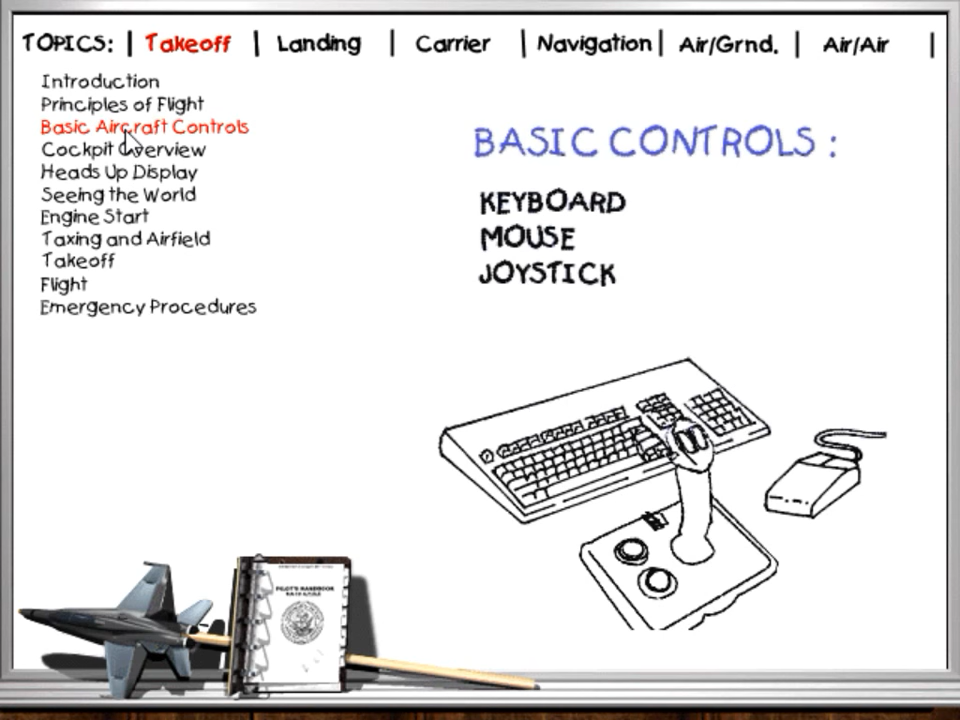 TOPICS: | Takeoff | Landing | Carrier | Navigation | Air/Grnd. | Air/Air |
Introduction
Principles of Flight
Basic Aircraft Controls
Cockpit Overview
Heads Up Display
Seeing the World
Engine Start
Taxing and Airfield
Takeoff
Flight
Emergency Procedures
BASIC CONTROLS :
KEYBOARD
MOUSE
JOYSTICK
PILOT'S HANDBOOK